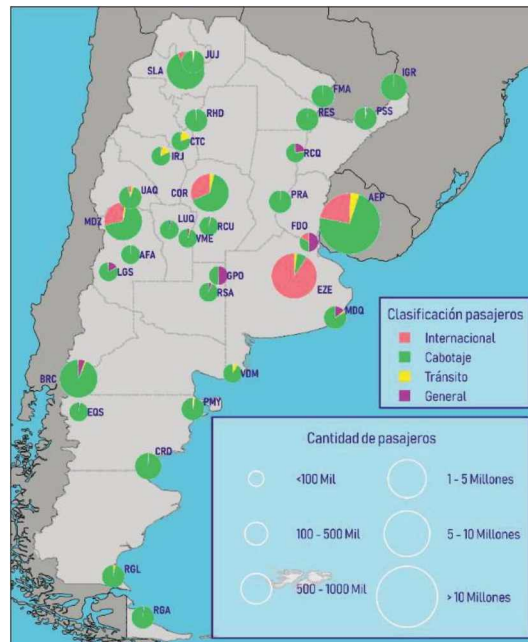 JUJ
SLA
IGR
FMA
RHD
RES
PSS
CTC
IRJ
RCQ
UAQ
COR
PRA
AEP
MDZ
LUQ
RCU
FDO
VME
AFA
LGS
GPO
EZE
RSA
MDQ
BRC
VDM
EQS
PMY
CRD
RGL
RGA
Clasificación pasajeros
Internacional
Cabotaje
Tránsito
General
Cantidad de pasajeros
<100 Mil
1 - 5 Millones
100 - 500 Mil
5 - 10 Millones
500 - 1000 Mil
> 10 Millones